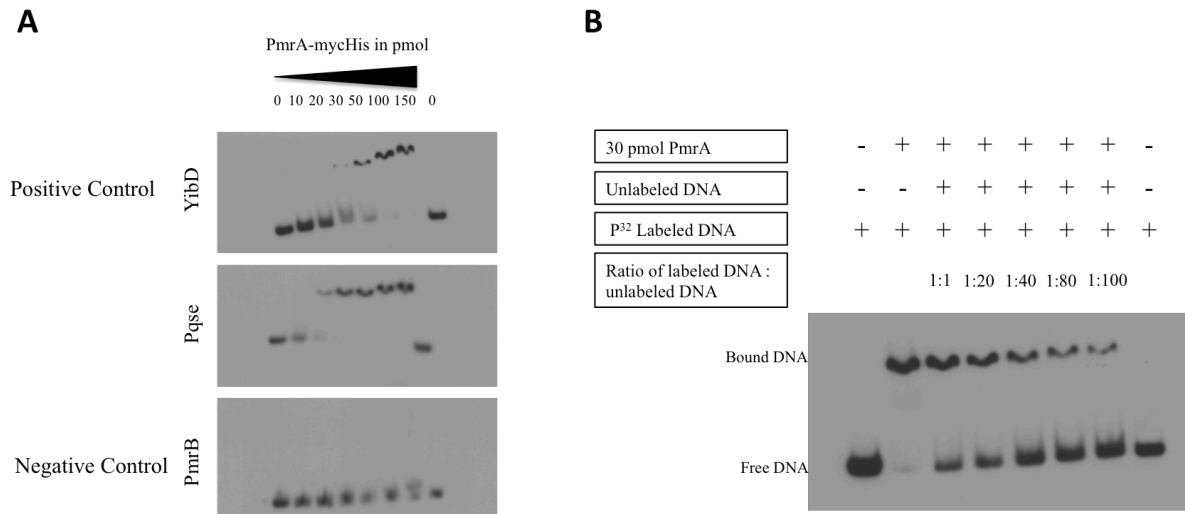 A
PmrA-mycHis in pmol
0 10 20 30 50 100 150 0
Positive Control
YibD
Pqse
Negative Control
PmrB
B
30 pmol PmrA
- + + + + + + -
Unlabeled DNA
- - + + + + + -
P³² Labeled DNA
+ + + + + + + +
Ratio of labeled DNA :
unlabeled DNA
1:1 1:20 1:40 1:80 1:100
Bound DNA
Free DNA